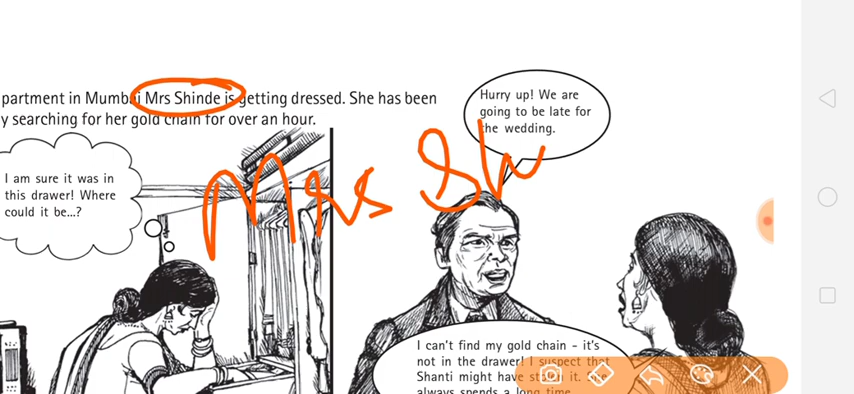 partment in Mumbai Mrs Shinde is getting dressed. She has been
y searching for her gold chain for over an hour.
Hurry up! We are
going to be late for
the wedding.
I am sure it was in
this drawer! Where
could it be...?
Mrs Sh
I can't find my gold chain – it's
not in the drawer! I suspect that
Shanti might have stolen it. She
always spends a long time